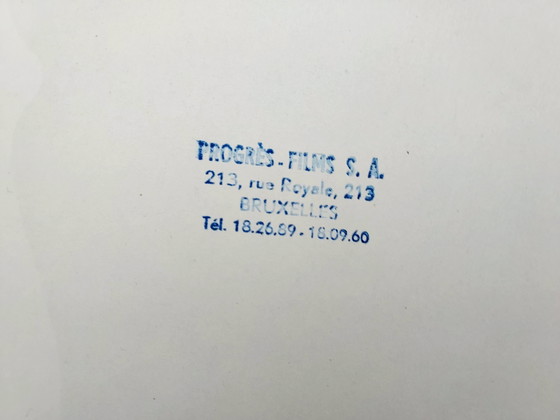 PROGRÈS-FILMS S. A.
213, rue Royale, 213
BRUXELLES
Tél. 18.26.89 - 18.09.60